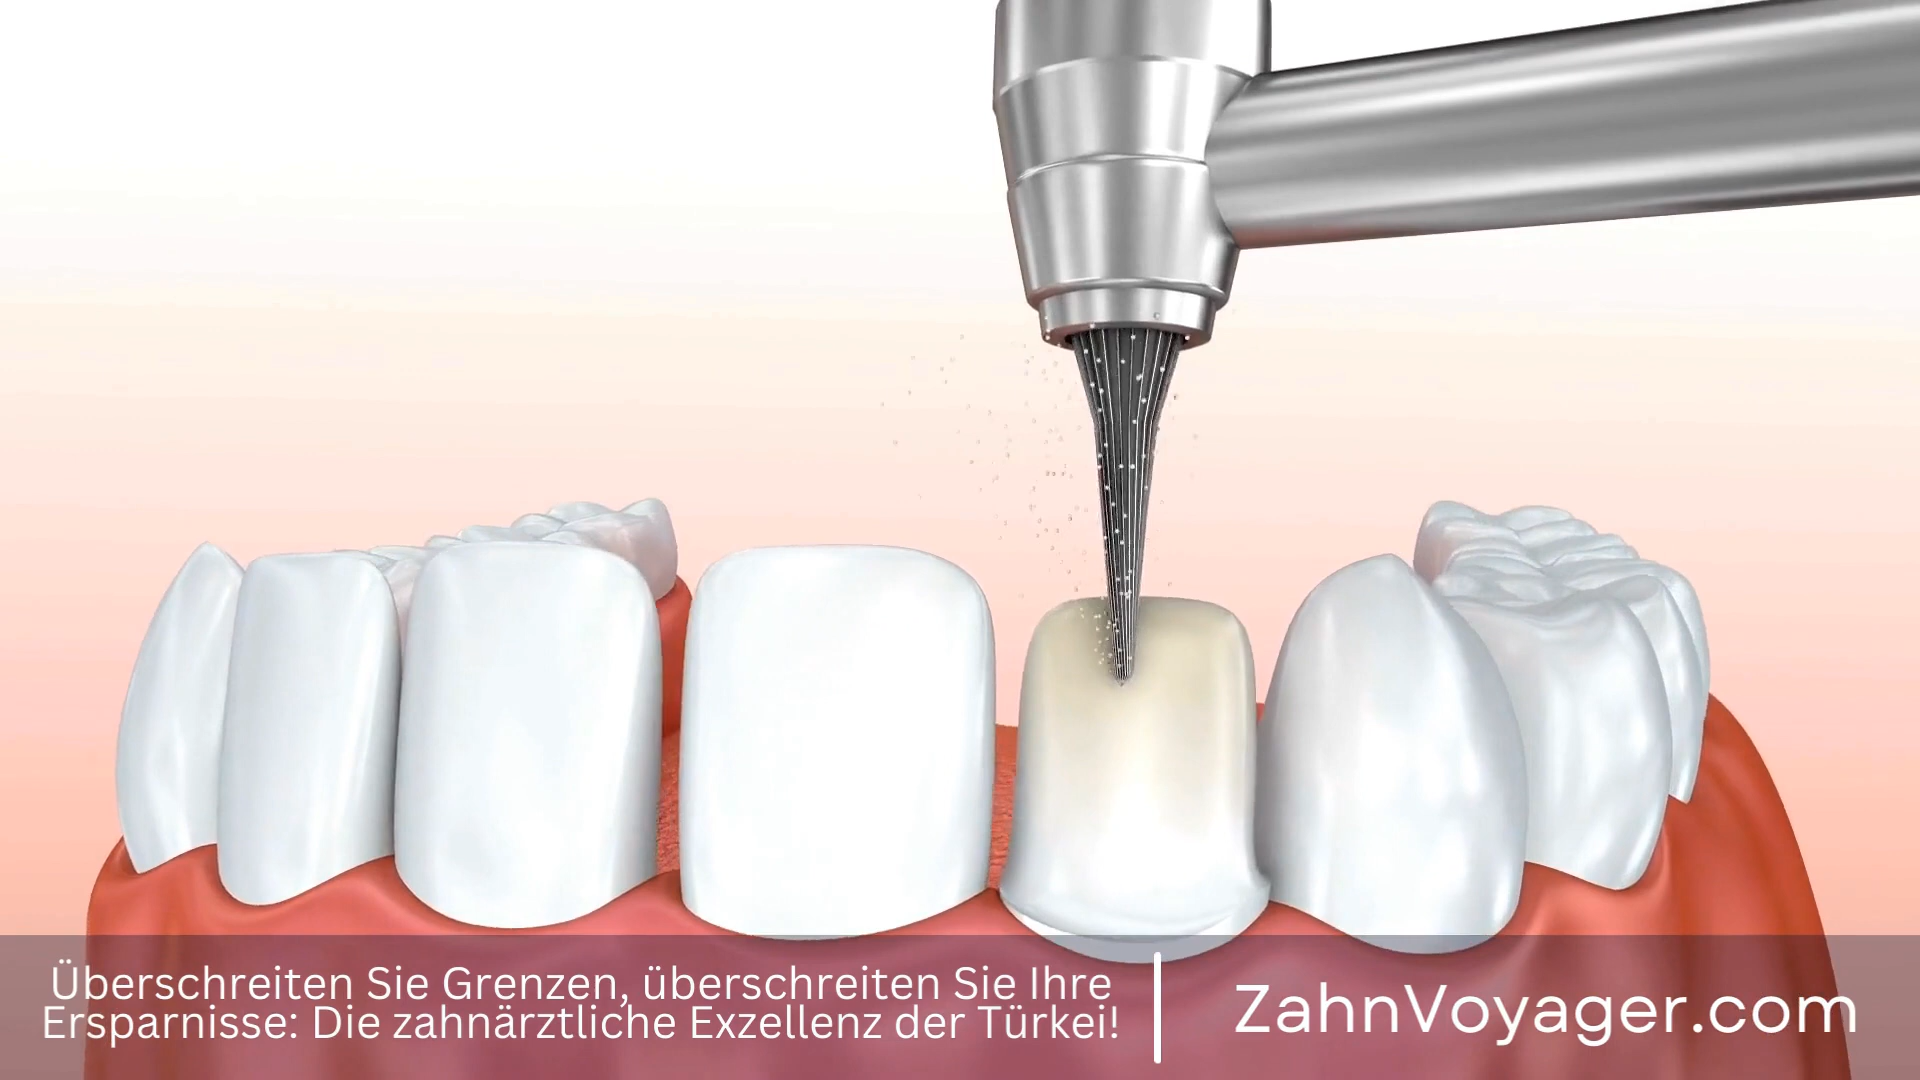 Überschreiten Sie Grenzen, überschreiten Sie Ihre
Ersparnisse: Die zahnärztliche Exzellenz der Türkei!
ZahnVoyager.com